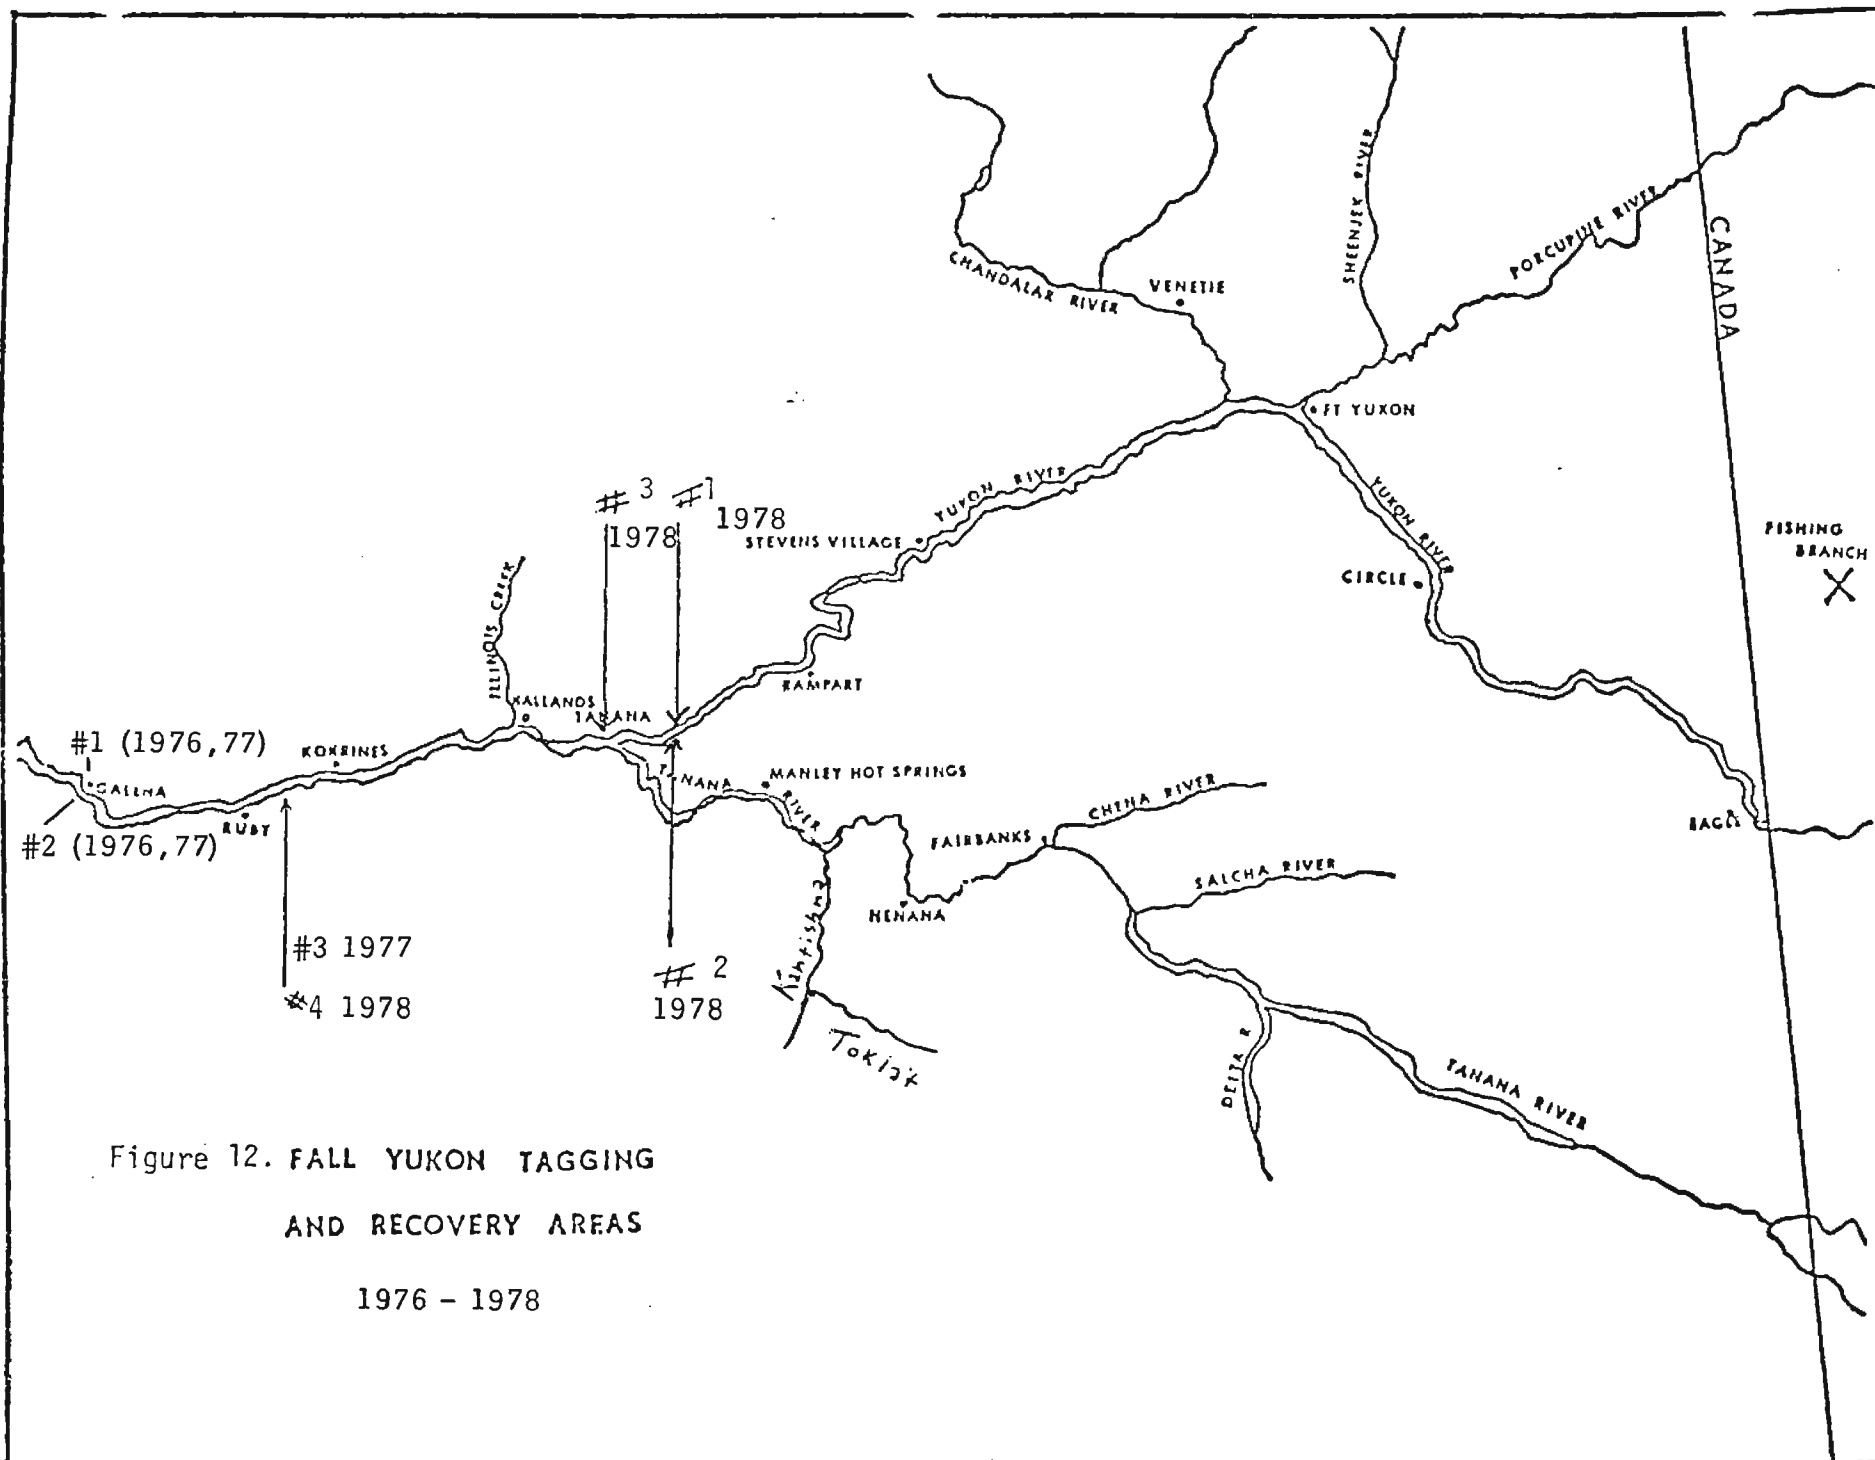 CANADA
SHEENJEK RIVER
PORCUPINE RIVER
CHANDALAR RIVER
VENETIE
FT YUKON
YUKON RIVER
YUKON RIVER
# 3
1978
#1
1978
STEVENS VILLAGE
CIRCLE
FISHING
BRANCH
ILLINOIS CREEK
RAMPART
KALLANDS
TANANA
#1 (1976,77)
KOKRINES
GALENA
RUBY
#2 (1976,77)
TANANA RIVER
MANLEY HOT SPRINGS
CHENA RIVER
FAIRBANKS
SALCHA RIVER
NENANA
EAGLE
#3 1977
#4 1978
# 2
1978
Kantishna
Toklat
DELTA R
TANANA RIVER
Figure 12. FALL YUKON TAGGING
AND RECOVERY AREAS
1976 - 1978